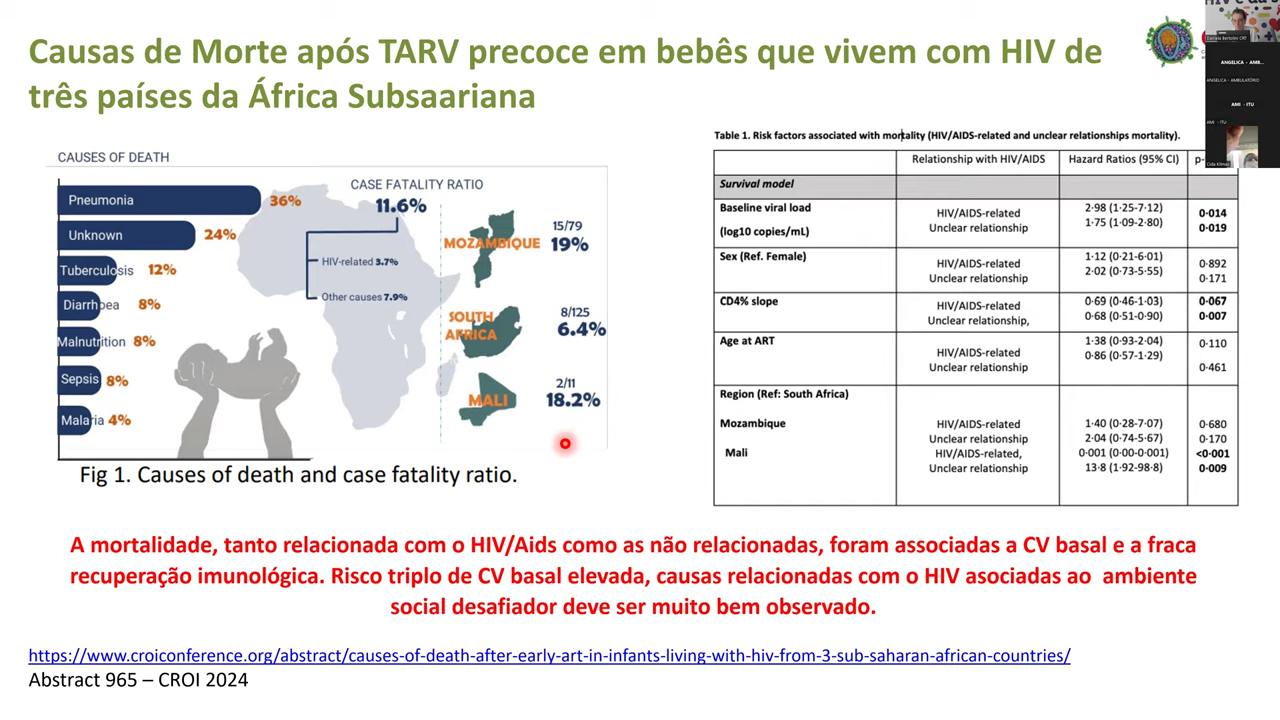 Causas de Morte após TARV precoce em bebês que vivem com HIV de
três países da África Subsaariana
CAUSES OF DEATH
Pneumonia 36%
Unknown 24%
Tuberculosis 12%
Diarrhoea 8%
Malnutrition 8%
Sepsis 8%
Malaria 4%
CASE FATALITY RATIO
11.6%
HIV-related 3.7%
Other causes 7.9%
MOZAMBIQUE
15/79
19%
SOUTH
AFRICA
8/125
6.4%
MALI
2/11
18.2%
Fig 1. Causes of death and case fatality ratio.
Table 1. Risk factors associated with mortality (HIV/AIDS-related and unclear relationships mortality).
Relationship with HIV/AIDS Hazard Ratios (95% CI)
Survival model
Baseline viral load
(log10 copies/mL)
HIV/AIDS-related 2·98 (1·25-7·12) 0·014
Unclear relationship 1·75 (1·09-2·80) 0·019
Sex (Ref. Female)
HIV/AIDS-related 1·12 (0·21-6·01) 0·892
Unclear relationship 2·02 (0·73-5·55) 0·171
CD4% slope
HIV/AIDS-related 0·69 (0·46-1·03) 0·067
Unclear relationship, 0·68 (0·51-0·90) 0·007
Age at ART
HIV/AIDS-related 1·38 (0·93-2·04) 0·110
Unclear relationship 0·86 (0·57-1·29) 0·461
Region (Ref: South Africa)
Mozambique HIV/AIDS-related 1·40 (0·28-7·07) 0·680
Unclear relationship 2·04 (0·74-5·67) 0·170
Mali HIV/AIDS-related, 0·001 (0·00-0·001) <0·001
Unclear relationship 13·8 (1·92-98·8) 0·009
A mortalidade, tanto relacionada com o HIV/Aids como as não relacionadas, foram associadas a CV basal e a fraca
recuperação imunológica. Risco triplo de CV basal elevada, causas relacionadas com o HIV asociadas ao ambiente
social desafiador deve ser muito bem observado.
https://www.croiconference.org/abstract/causes-of-death-after-early-art-in-infants-living-with-hiv-from-3-sub-saharan-african-countries/
Abstract 965 – CROI 2024
Daniela Bertolini CRT
ANGELICA - AMB...
ANGELICA - AMBULATÓRIO
AMI - ITU
AMI - ITU